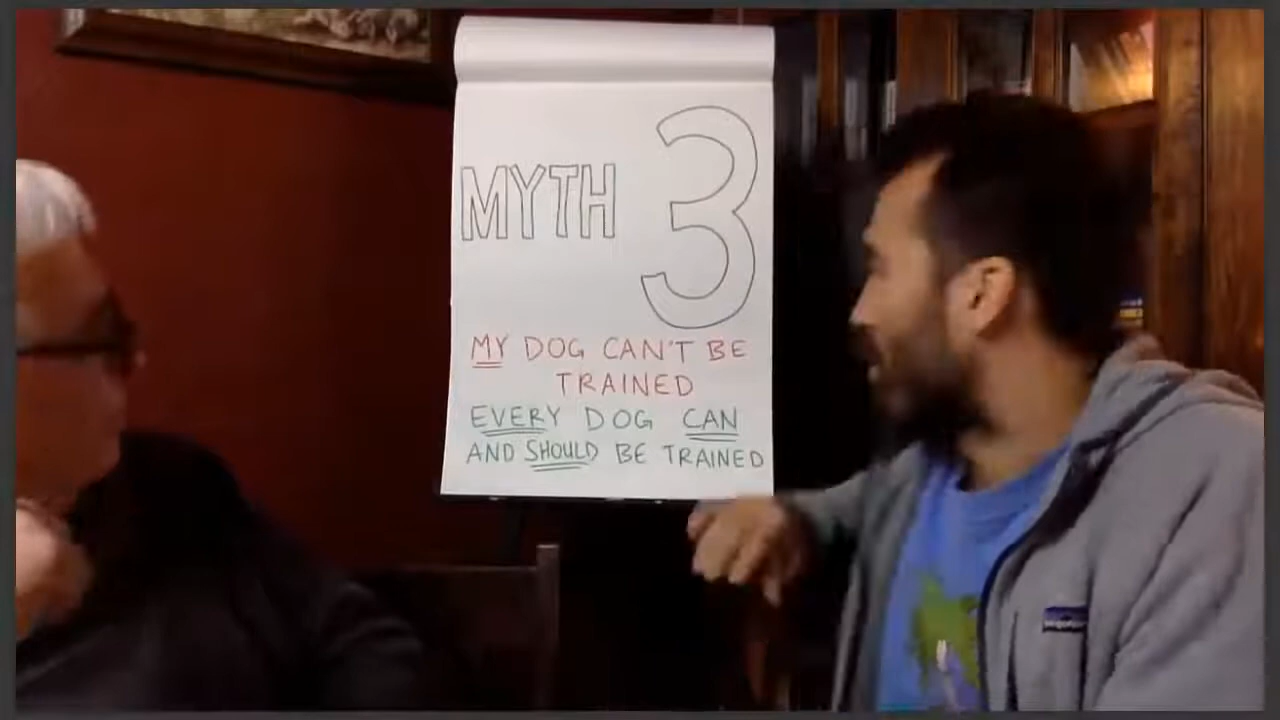 MYTH 3
MY DOG CAN'T BE
TRAINED
EVERY DOG CAN
AND SHOULD BE TRAINED